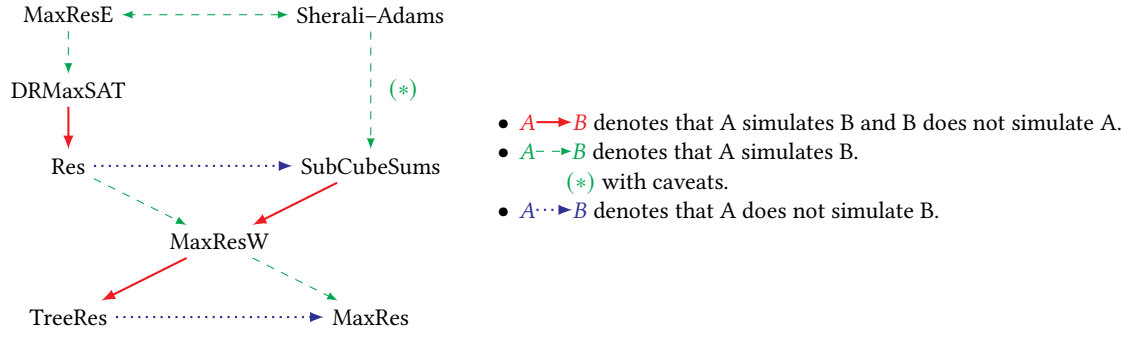 MaxResE Sherali–Adams
DRMaxSAT (∗)
• A B denotes that A simulates B and B does not simulate A.
• A B denotes that A simulates B.
Res SubCubeSums
(∗) with caveats.
• A B denotes that A does not simulate B.
MaxResW
TreeRes MaxRes